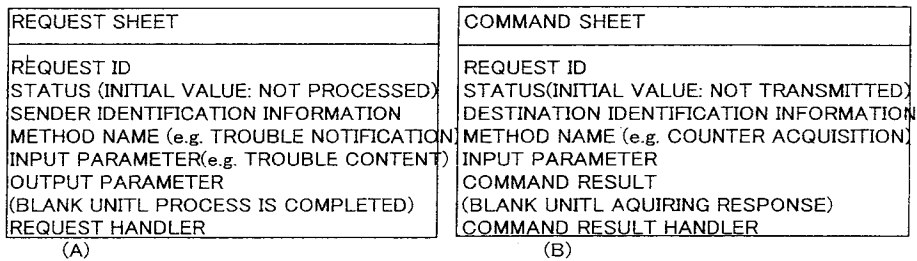 REQUEST SHEET
REQUEST ID
STATUS (INITIAL VALUE: NOT PROCESSED)
SENDER IDENTIFICATION INFORMATION
METHOD NAME (e.g. TROUBLE NOTIFICATION)
INPUT PARAMETER(e.g. TROUBLE CONTENT)
OUTPUT PARAMETER
(BLANK UNITL PROCESS IS COMPLETED)
REQUEST HANDLER
(A)
COMMAND SHEET
REQUEST ID
STATUS(INITIAL VALUE: NOT TRANSMITTED)
DESTINATION IDENTIFICATION INFORMATION
METHOD NAME (e.g. COUNTER ACQUISITION)
INPUT PARAMETER
COMMAND RESULT
(BLANK UNITL AQUIRING RESPONSE)
COMMAND RESULT HANDLER
(B)